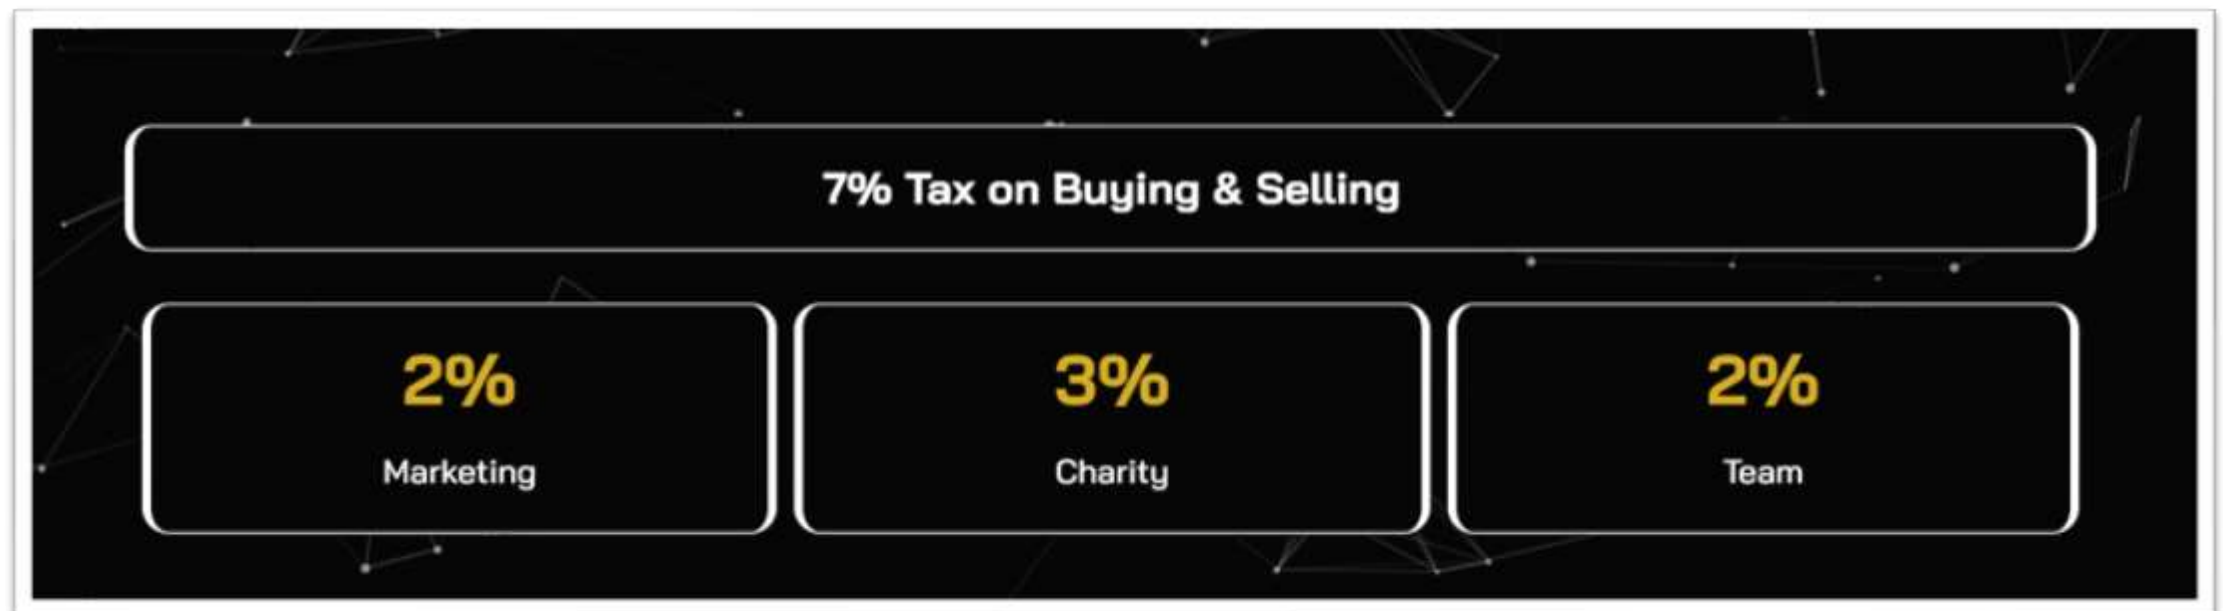 7% Tax on Buying & Selling
2% 3% 2%
Marketing Charity Team